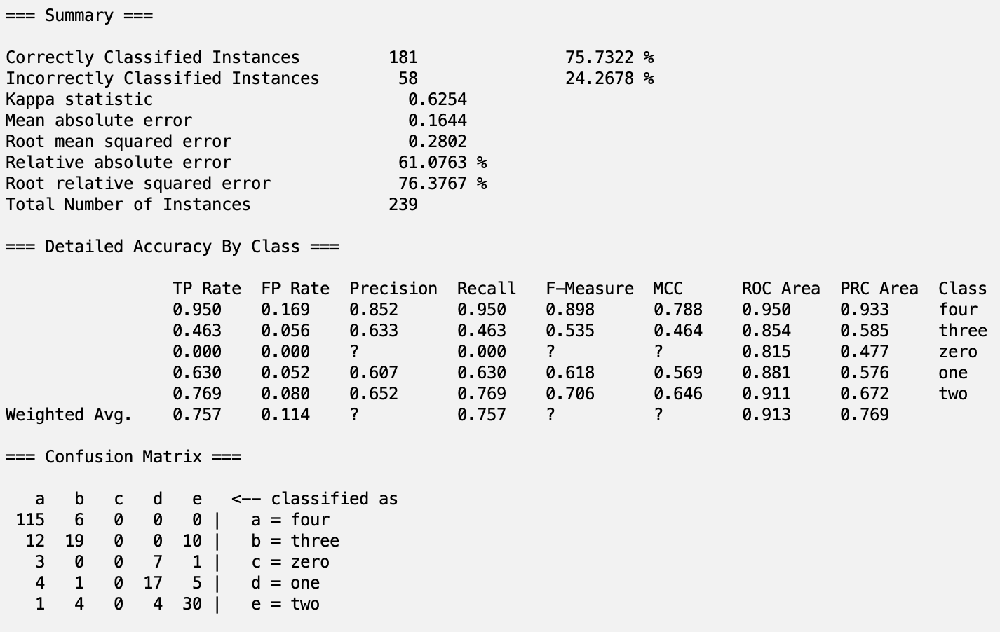 === Summary ===

Correctly Classified Instances         181               75.7322 %
Incorrectly Classified Instances        58               24.2678 %
Kappa statistic                          0.6254
Mean absolute error                      0.1644
Root mean squared error                  0.2802
Relative absolute error                 61.0763 %
Root relative squared error             76.3767 %
Total Number of Instances              239

=== Detailed Accuracy By Class ===

                 TP Rate  FP Rate  Precision  Recall   F-Measure  MCC      ROC Area  PRC Area  Class
                 0.950    0.169    0.852      0.950    0.898      0.788    0.950     0.933     four
                 0.463    0.056    0.633      0.463    0.535      0.464    0.854     0.585     three
                 0.000    0.000    ?          0.000    ?          ?        0.815     0.477     zero
                 0.630    0.052    0.607      0.630    0.618      0.569    0.881     0.576     one
                 0.769    0.080    0.652      0.769    0.706      0.646    0.911     0.672     two
Weighted Avg.    0.757    0.114    ?          0.757    ?          ?        0.913     0.769

=== Confusion Matrix ===

   a   b   c   d   e   <-- classified as
 115   6   0   0   0 |   a = four
  12  19   0   0  10 |   b = three
   3   0   0   7   1 |   c = zero
   4   1   0  17   5 |   d = one
   1   4   0   4  30 |   e = two